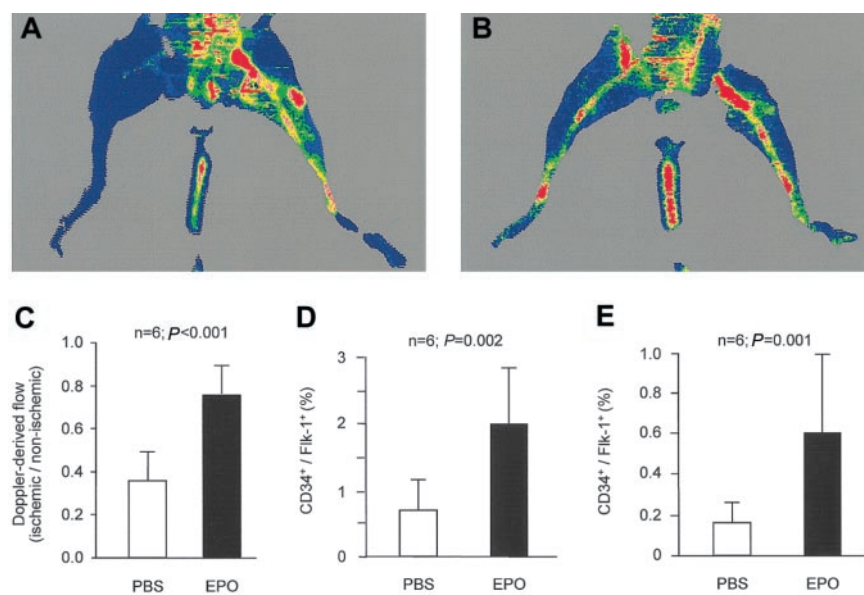 A
B
C
n=6; P<0.001
Doppler-derived flow
(ischemic / non-ischemic)
1.0
0.8
0.6
0.4
0.2
0.0
PBS EPO
D
n=6; P=0.002
CD34+ / Flk-1+ (%)
3
2
1
0
PBS EPO
E
n=6; P=0.001
CD34+ / Flk-1+ (%)
1.0
0.8
0.6
0.4
0.2
0
PBS EPO